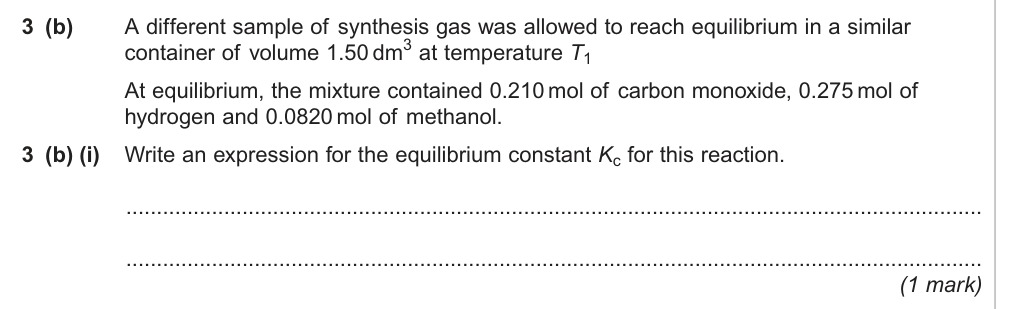 3 (b) A different sample of synthesis gas was allowed to reach equilibrium in a similar
container of volume 1.50 dm³ at temperature T₁
At equilibrium, the mixture contained 0.210 mol of carbon monoxide, 0.275 mol of
hydrogen and 0.0820 mol of methanol.
3 (b) (i) Write an expression for the equilibrium constant Kc for this reaction.
....................................................................................................
....................................................................................................
(1 mark)